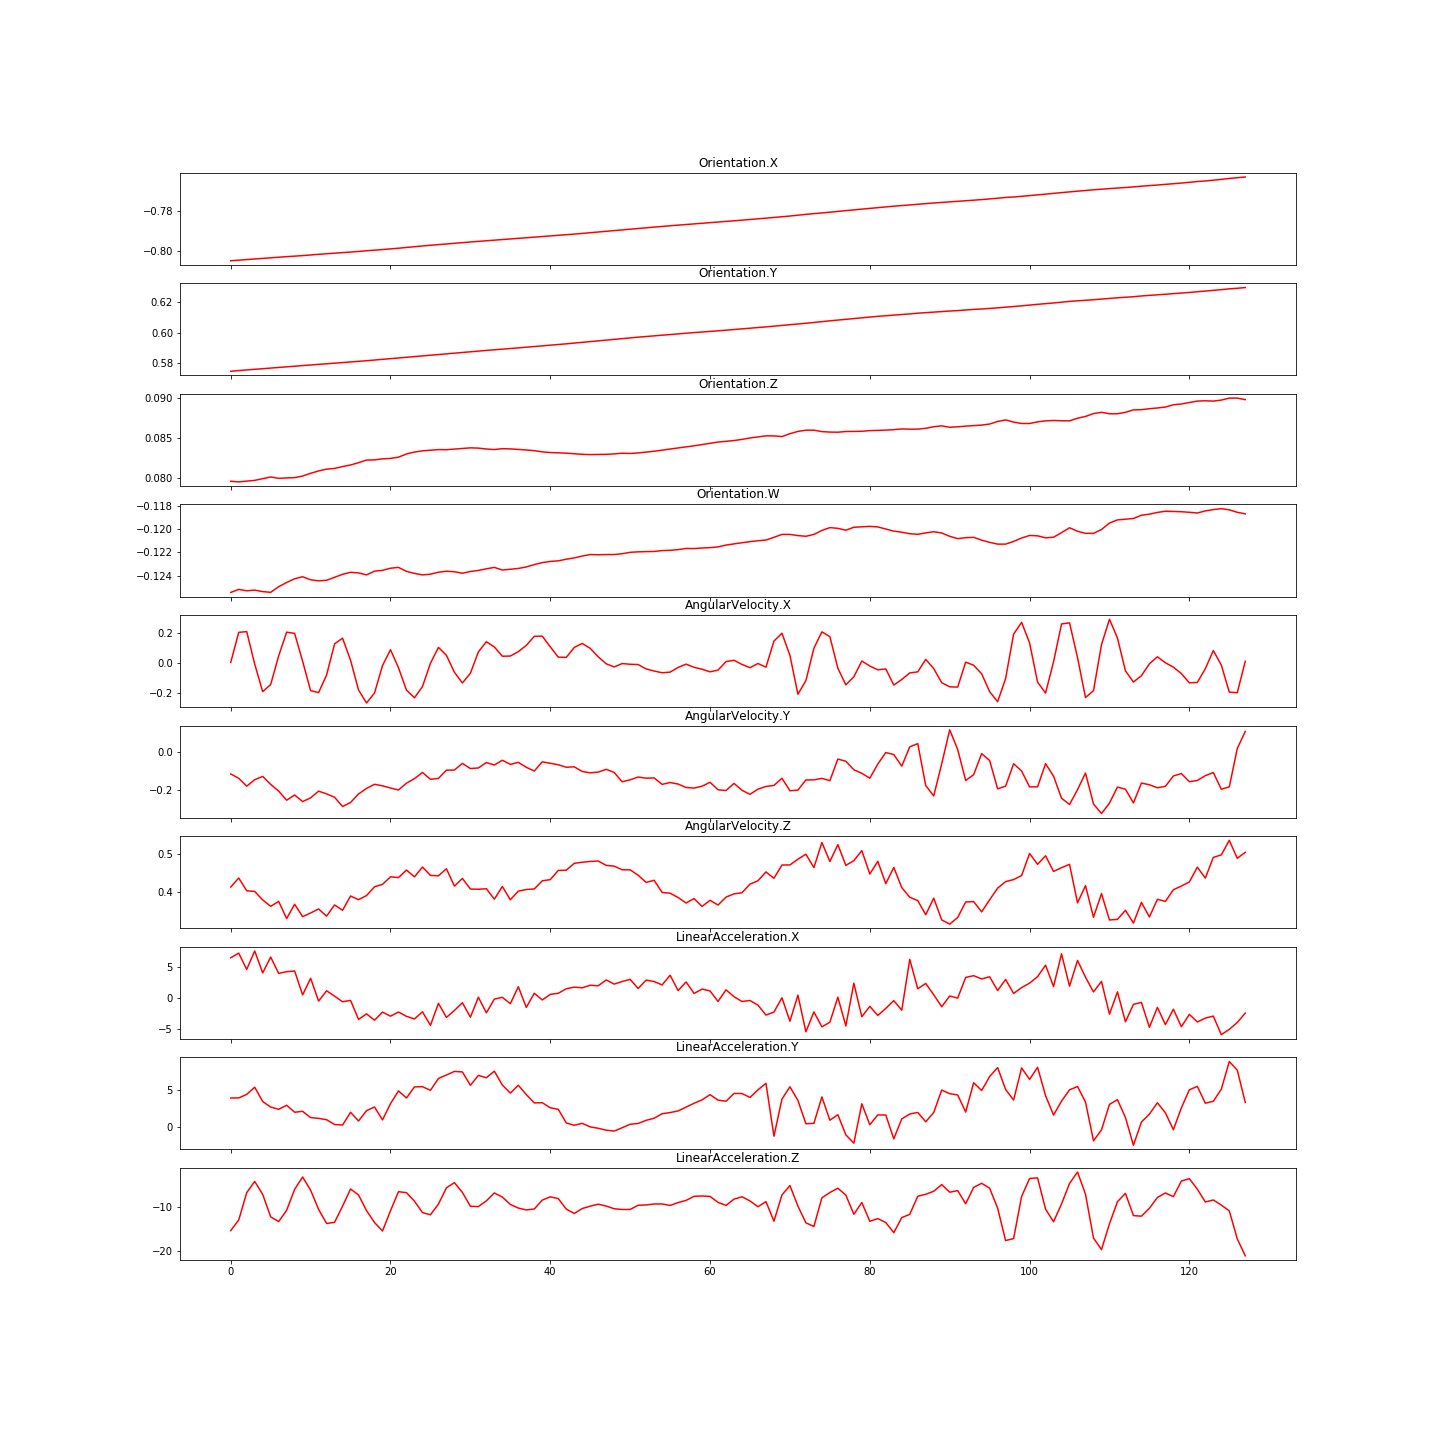 Orientation.X
−0.78
−0.80
Orientation.Y
0.62
0.60
0.58
Orientation.Z
0.090
0.085
0.080
Orientation.W
−0.118
−0.120
−0.122
−0.124
AngularVelocity.X
0.2
0.0
−0.2
AngularVelocity.Y
0.0
−0.2
AngularVelocity.Z
0.5
0.4
LinearAcceleration.X
5
0
−5
LinearAcceleration.Y
5
0
LinearAcceleration.Z
−10
−20
0 20 40 60 80 100 120